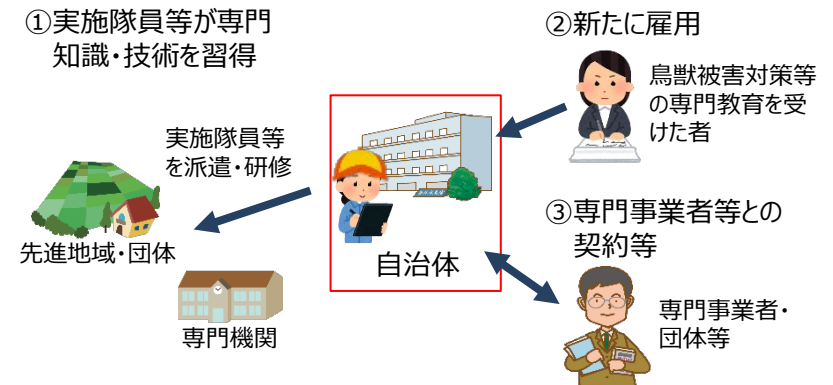 ①実施隊員等が専門
知識・技術を習得
実施隊員等
を派遣・研修
先進地域・団体
専門機関
自治体
②新たに雇用
鳥獣被害対策等
の専門教育を受
けた者
③専門事業者等との
契約等
専門事業者・
団体等